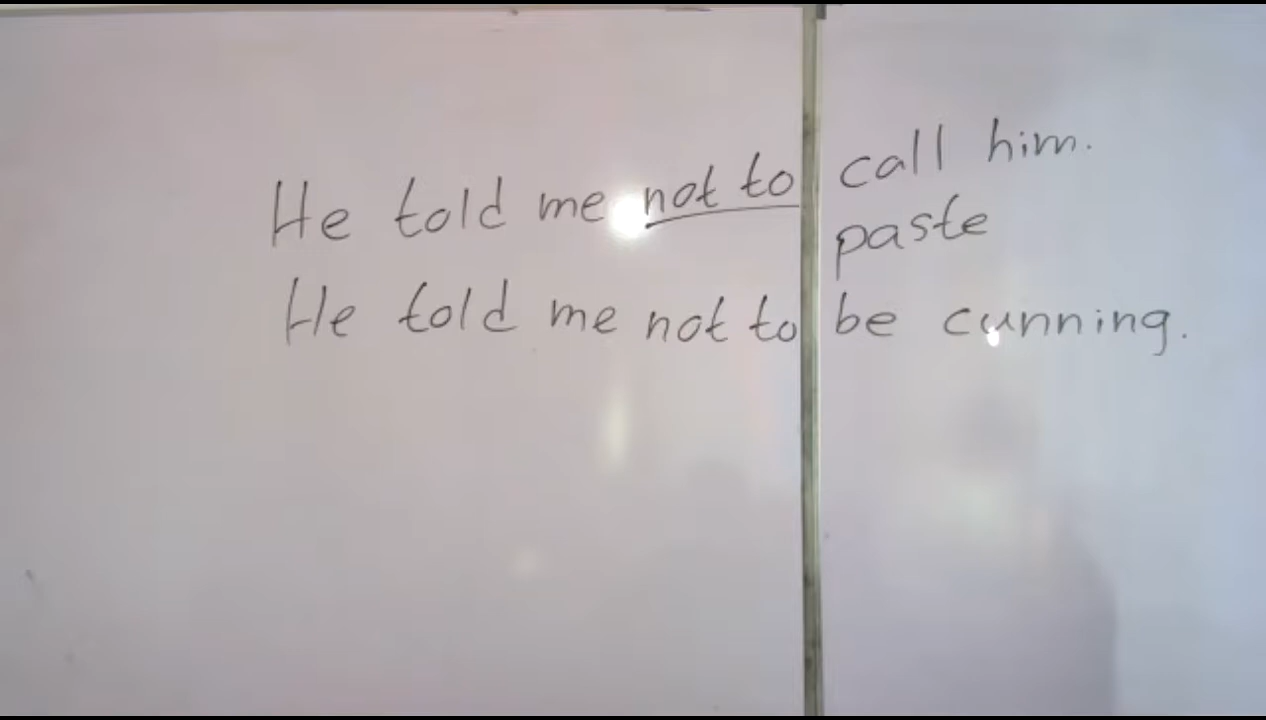 He told me not to call him.
paste
He told me not to be cunning.